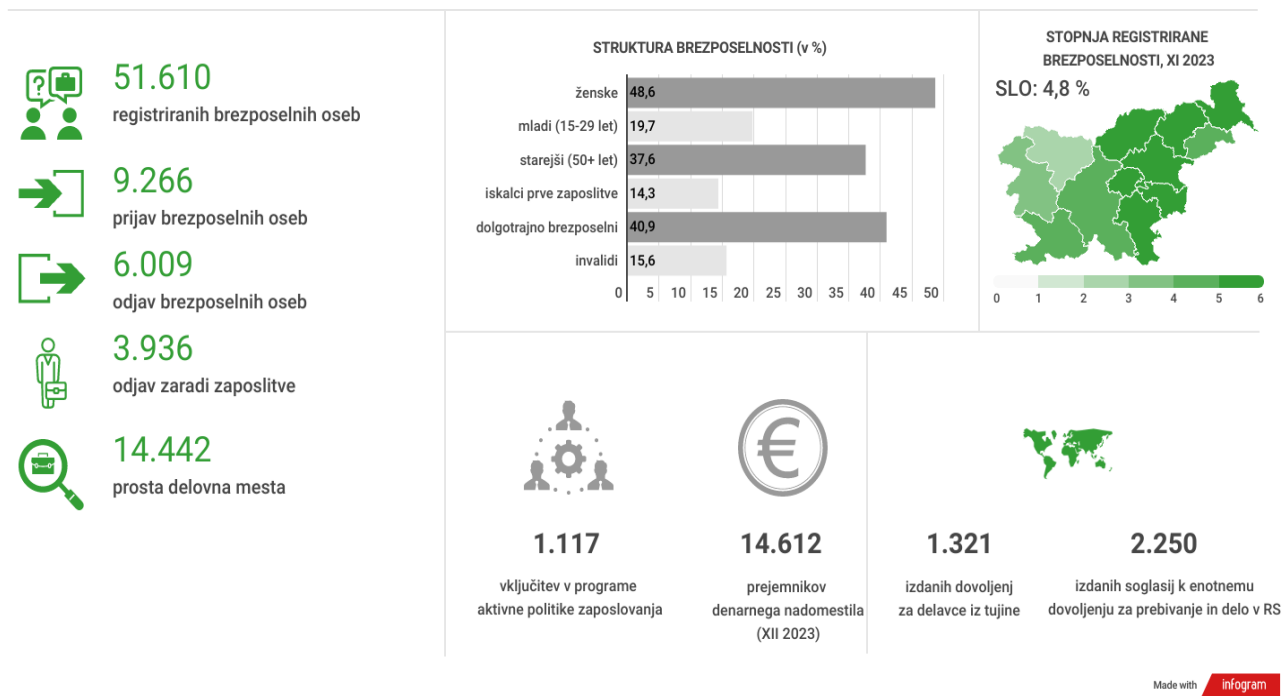 51.610
registriranih brezposelnih oseb
9.266
prijav brezposelnih oseb
6.009
odjav brezposelnih oseb
3.936
odjav zaradi zaposlitve
14.442
prosta delovna mesta
STRUKTURA BREZPOSELNOSTI (v %)
ženske 48,6
mladi (15-29 let) 19,7
starejši (50+ let) 37,6
iskalci prve zaposlitve 14,3
dolgotrajno brezposelni 40,9
invalidi 15,6
0 5 10 15 20 25 30 35 40 45 50
STOPNJA REGISTRIRANE
BREZPOSELNOSTI, XI 2023
SLO: 4,8 %
0 1 2 3 4 5 6
?
€
1.117
vključitev v programe
aktivne politike zaposlovanja
14.612
prejemnikov
denarnega nadomestila
(XII 2023)
1.321
izdanih dovoljenj
za delavce iz tujine
2.250
izdanih soglasij k enotnemu
dovoljenju za prebivanje in delo v RS
Made with infogram